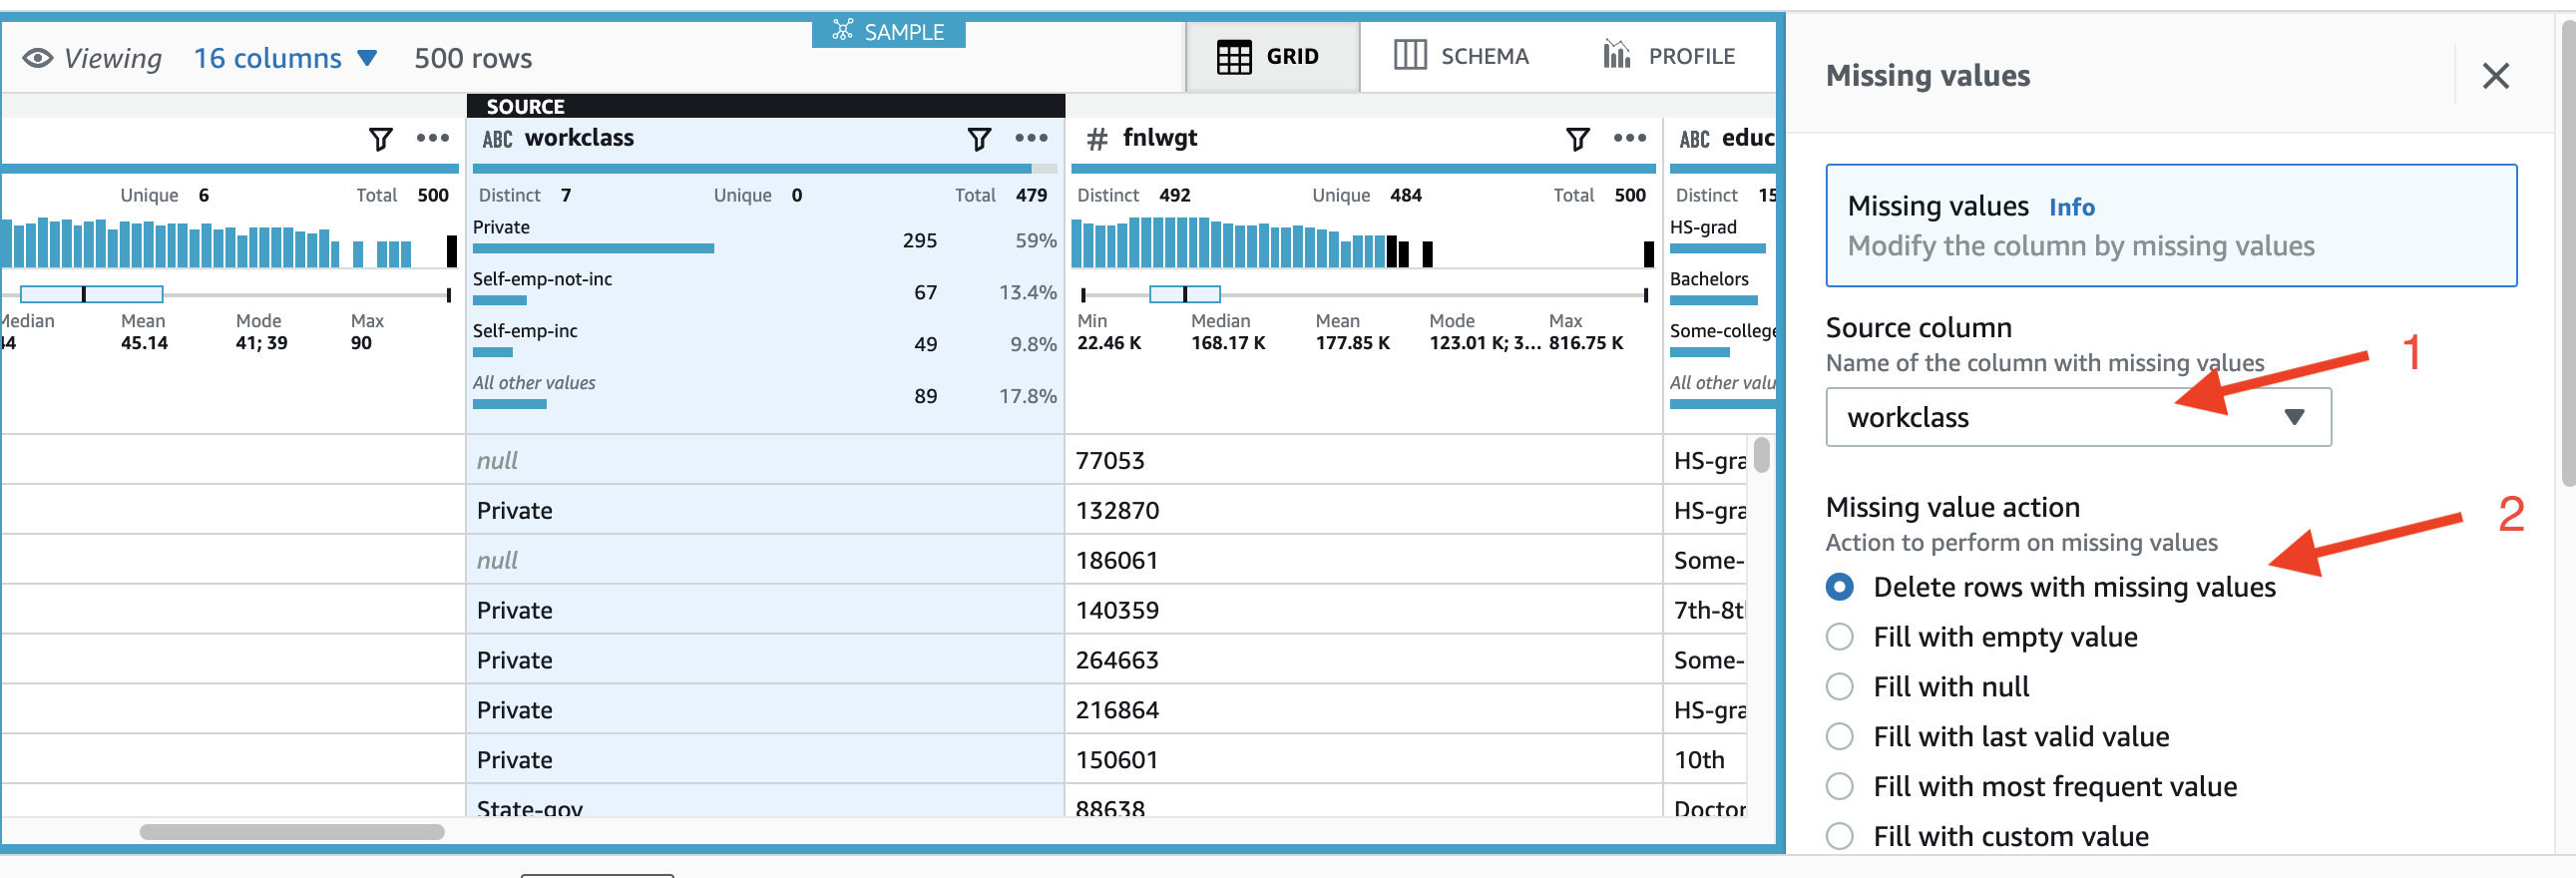 Viewing 16 columns 500 rows
SAMPLE
GRID SCHEMA PROFILE
SOURCE
Unique 6 Total 500
Mean Mode Max
45.14 41; 39 90
ABC workclass
Distinct 7 Unique 0 Total 479
Private 295 59%
Self-emp-not-inc 67 13.4%
Self-emp-inc 49 9.8%
All other values 89 17.8%
null
Private
null
Private
Private
Private
Private
State-gov
# fnlwgt
Distinct 492 Unique 484 Total 500
Min Median Mean Mode Max
22.46 K 168.17 K 177.85 K 123.01 K; 3... 816.75 K
77053
132870
186061
140359
264663
216864
150601
88638
ABC educ
Distinct 15
HS-grad
Bachelors
Some-college
All other valu
HS-gra
HS-gra
Some-
7th-8t
Some-
HS-gra
10th
Doctor
Missing values
Missing values Info
Modify the column by missing values
Source column
Name of the column with missing values
workclass
1
Missing value action
Action to perform on missing values
2
Delete rows with missing values
Fill with empty value
Fill with null
Fill with last valid value
Fill with most frequent value
Fill with custom value